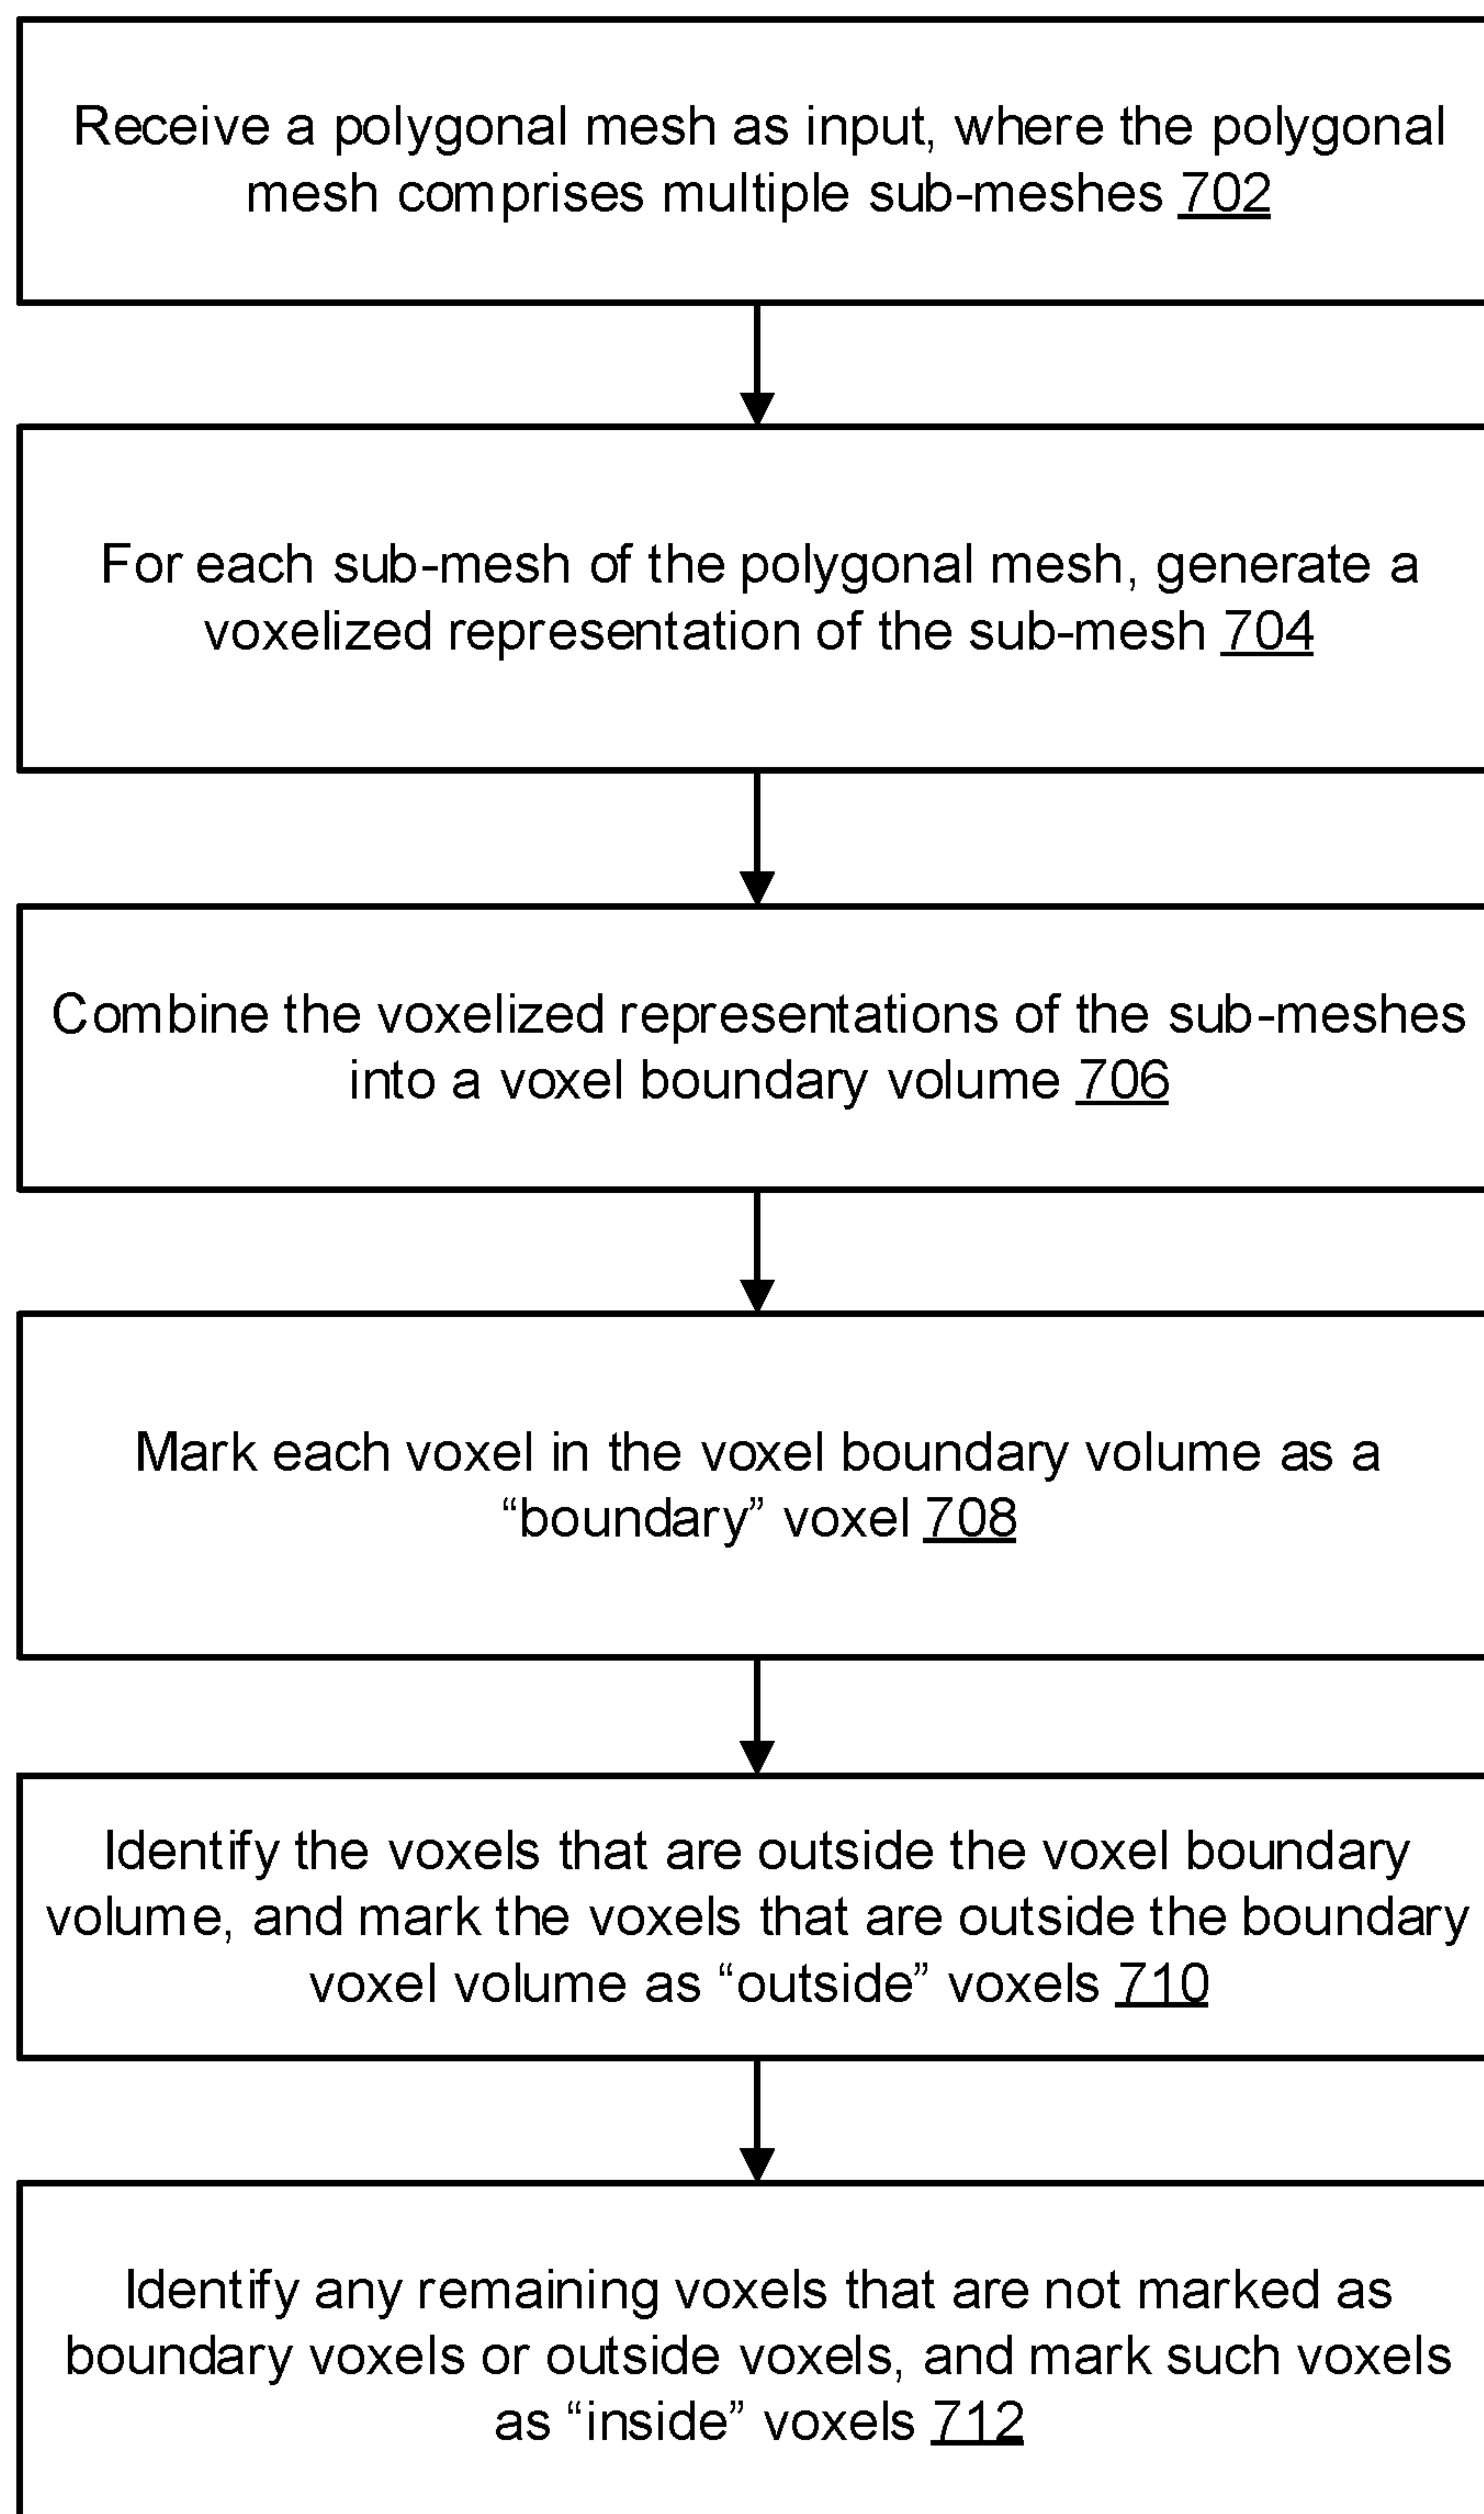 Receive a polygonal mesh as input, where the polygonal
mesh comprises multiple sub-meshes 702
For each sub-mesh of the polygonal mesh, generate a
voxelized representation of the sub-mesh 704
Combine the voxelized representations of the sub-meshes
into a voxel boundary volume 706
Mark each voxel in the voxel boundary volume as a
“boundary” voxel 708
Identify the voxels that are outside the voxel boundary
volume, and mark the voxels that are outside the boundary
voxel volume as “outside” voxels 710
Identify any remaining voxels that are not marked as
boundary voxels or outside voxels, and mark such voxels
as “inside” voxels 712